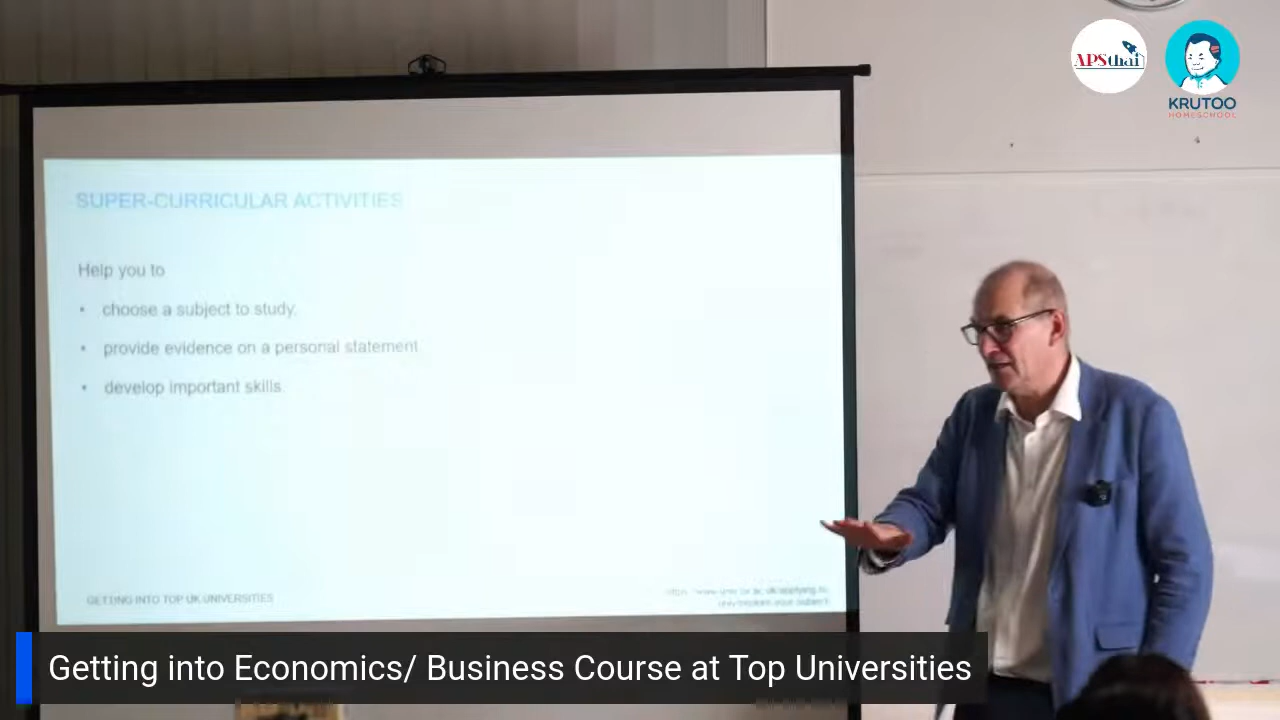 APSthai
KRUTOO
HOMESCHOOL
SUPER-CURRICULAR ACTIVITIES
Help you to
• choose a subject to study.
• provide evidence on a personal statement
• develop important skills.
GETTING INTO TOP UK UNIVERSITIES
Getting into Economics/ Business Course at Top Universities